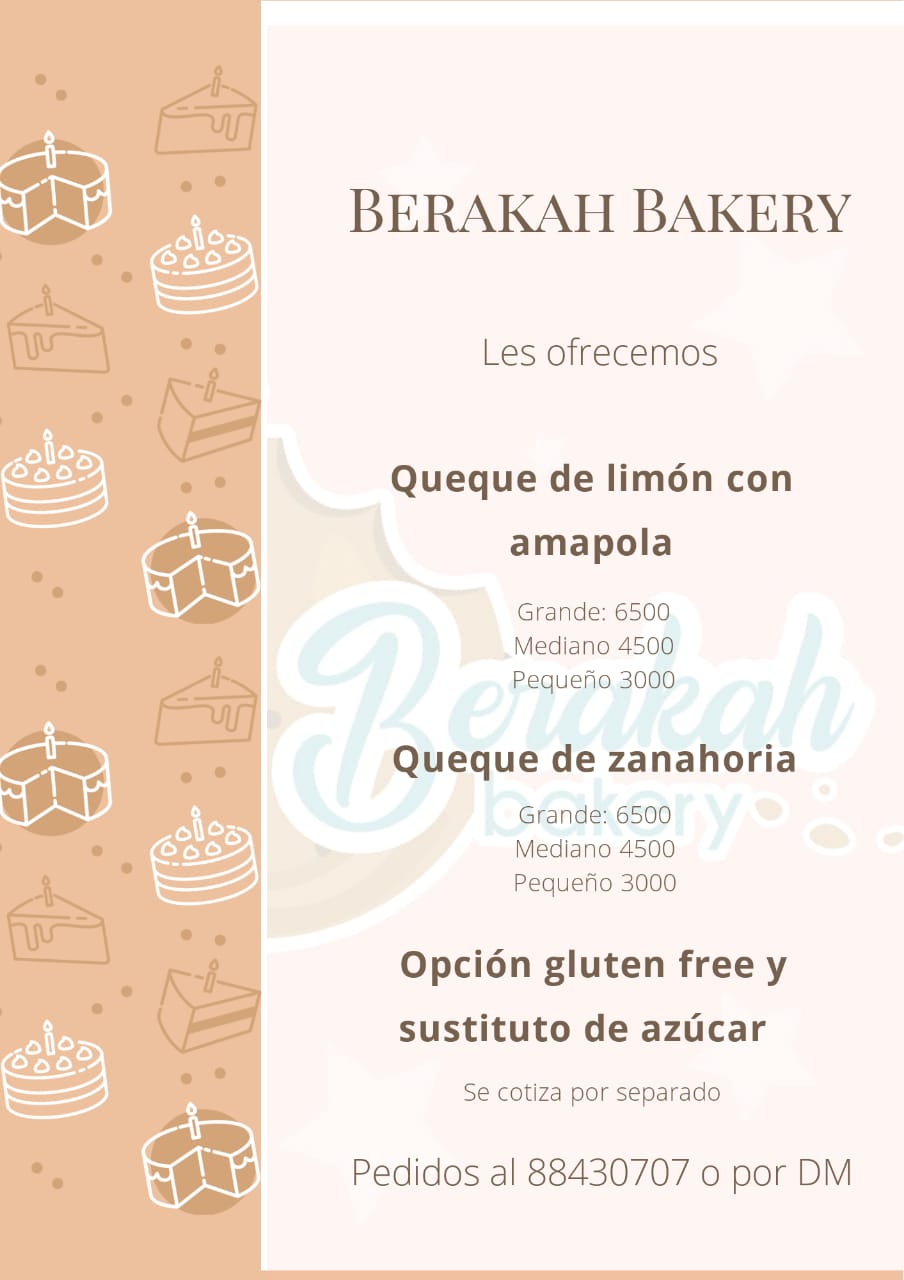 Berakah Bakery
Les ofrecemos
Queque de limón con
amapola
Grande: 6500
Mediano 4500
Pequeño 3000
Berakah
bakery
Queque de zanahoria
Grande: 6500
Mediano 4500
Pequeño 3000
Opción gluten free y
sustituto de azúcar
Se cotiza por separado
Pedidos al 88430707 o por DM